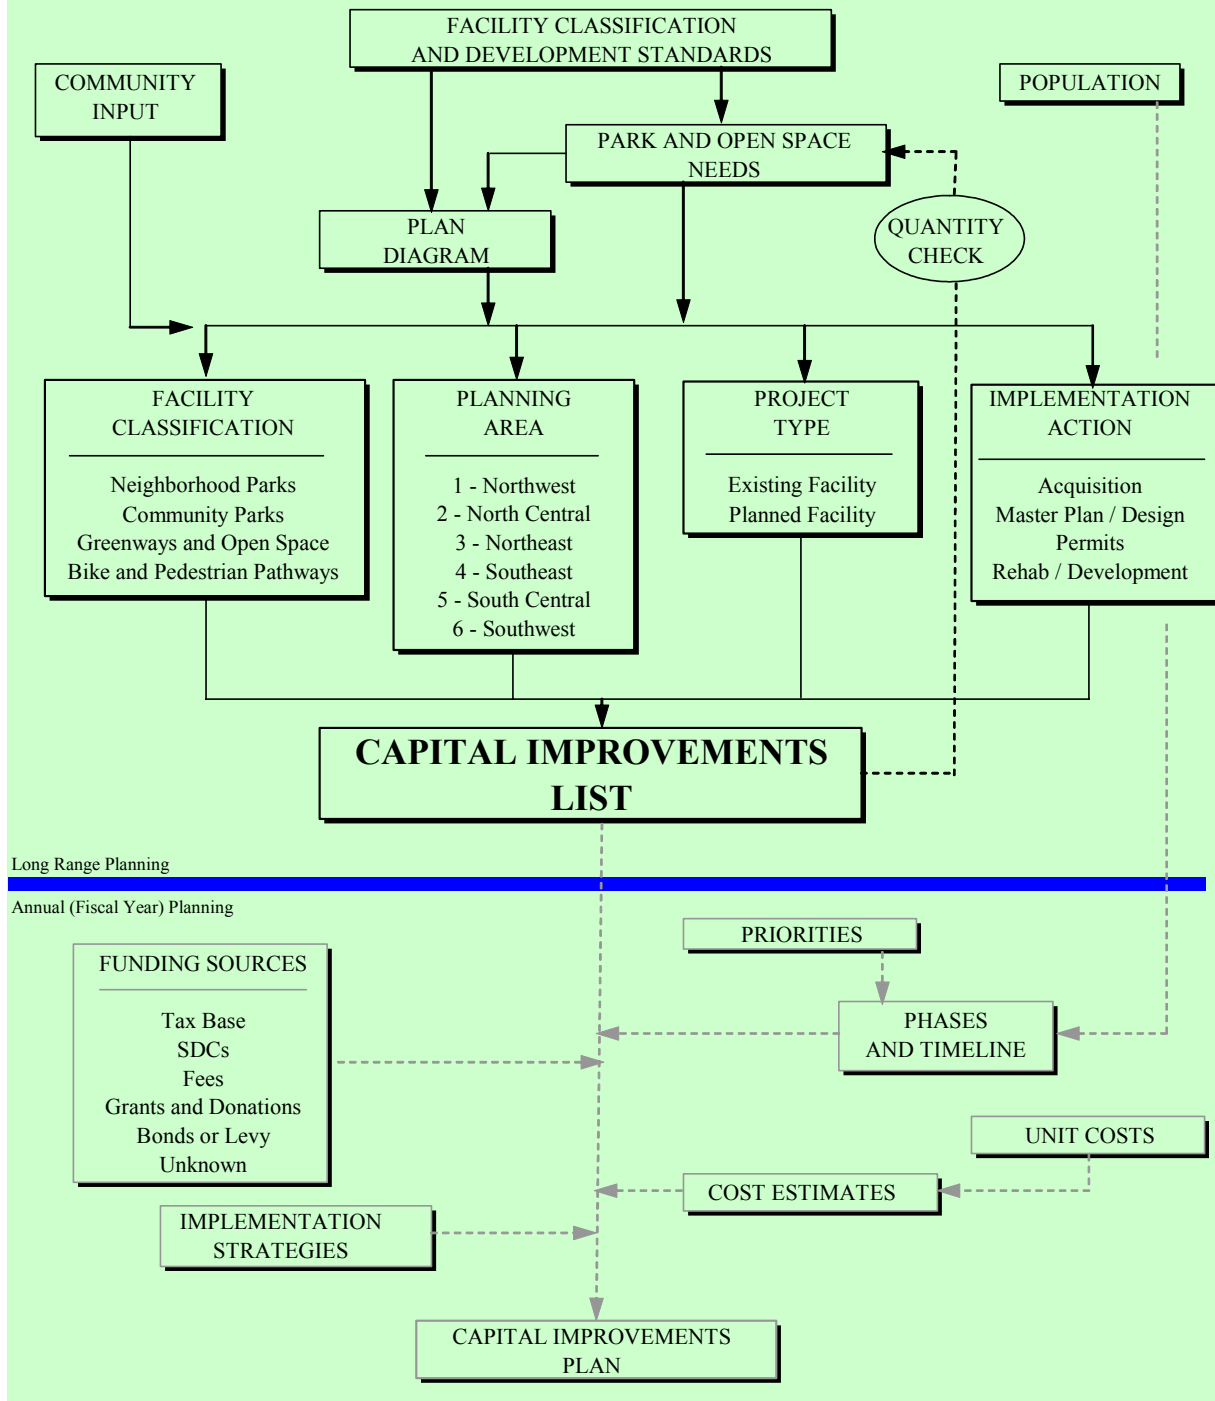 FACILITY CLASSIFICATION
AND DEVELOPMENT STANDARDS
COMMUNITY
INPUT
POPULATION
PARK AND OPEN SPACE
NEEDS
PLAN
DIAGRAM
QUANTITY
CHECK
FACILITY
CLASSIFICATION
Neighborhood Parks
Community Parks
Greenways and Open Space
Bike and Pedestrian Pathways
PLANNING
AREA
1 - Northwest
2 - North Central
3 - Northeast
4 - Southeast
5 - South Central
6 - Southwest
PROJECT
TYPE
Existing Facility
Planned Facility
IMPLEMENTATION
ACTION
Acquisition
Master Plan / Design
Permits
Rehab / Development
CAPITAL IMPROVEMENTS
LIST
Long Range Planning
Annual (Fiscal Year) Planning
FUNDING SOURCES
Tax Base
SDCs
Fees
Grants and Donations
Bonds or Levy
Unknown
PRIORITIES
PHASES
AND TIMELINE
UNIT COSTS
COST ESTIMATES
IMPLEMENTATION
STRATEGIES
CAPITAL IMPROVEMENTS
PLAN